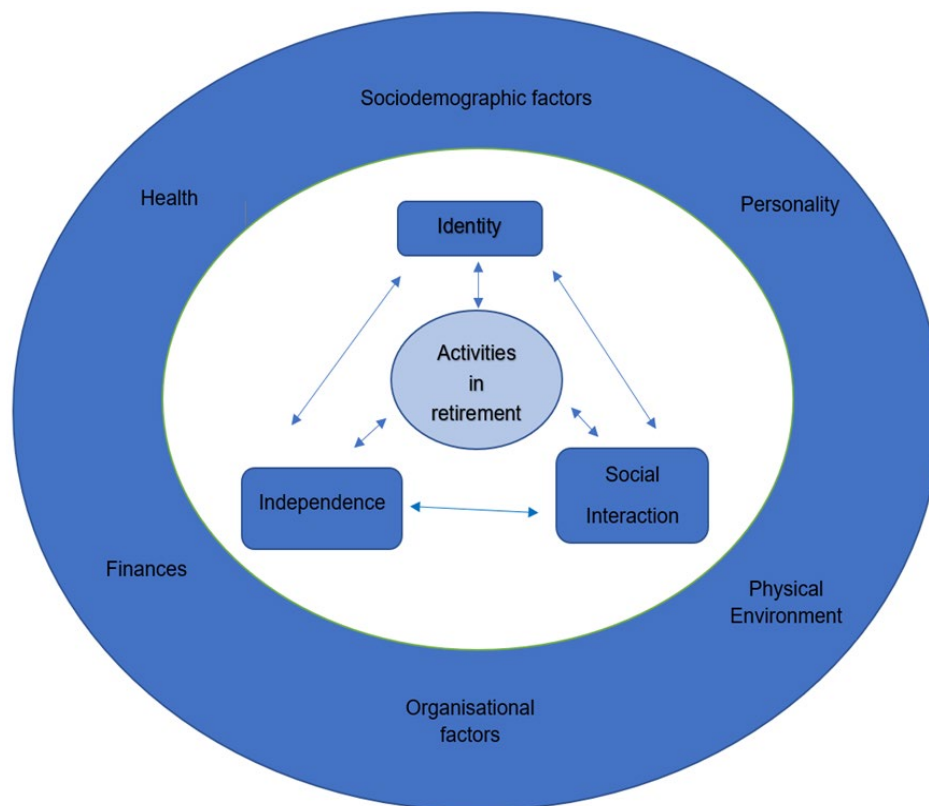 Sociodemographic factors
Health
Personality
Identity
Activities
in
retirement
Independence
Social
Interaction
Finances
Physical
Environment
Organisational
factors